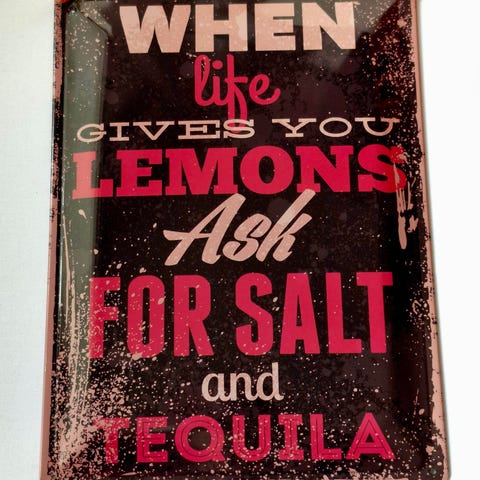 WHEN
life
GIVES YOU
LEMONS
Ask
FOR SALT
and
TEQUILA